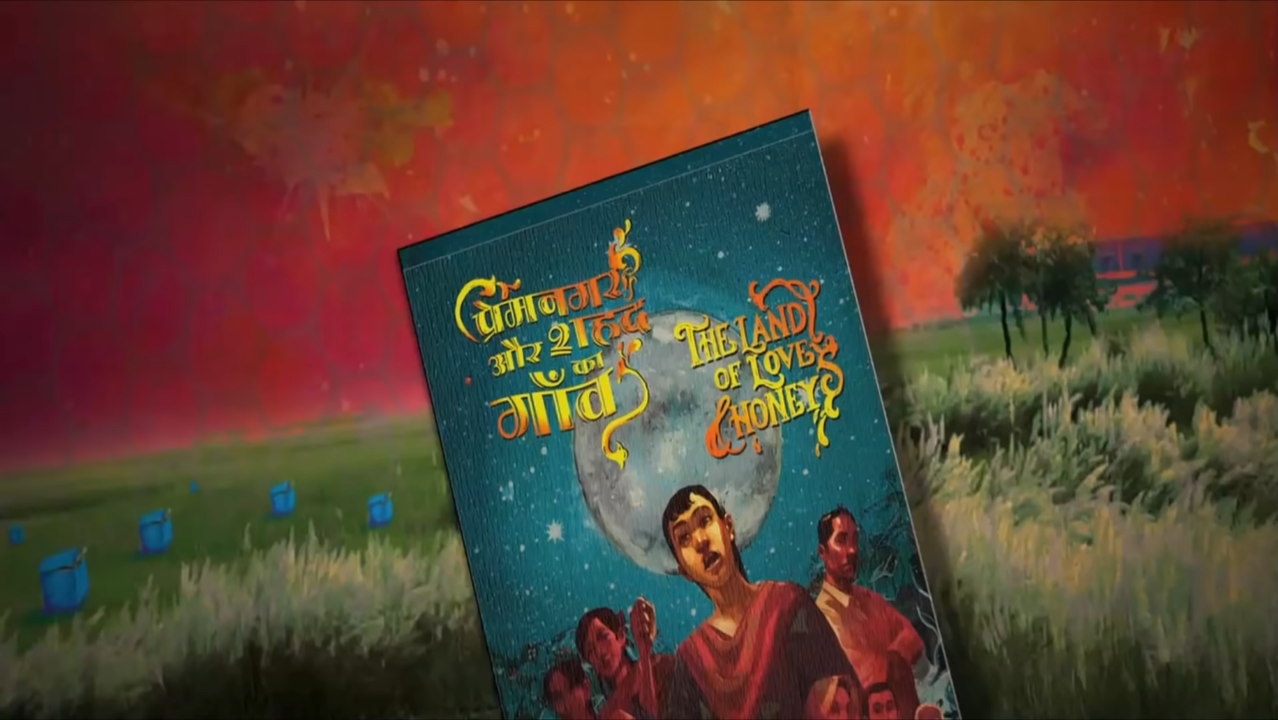 प्रेमनगर
और शहद
का
गाँव
THE LAND
OF LOVE
& HONEY